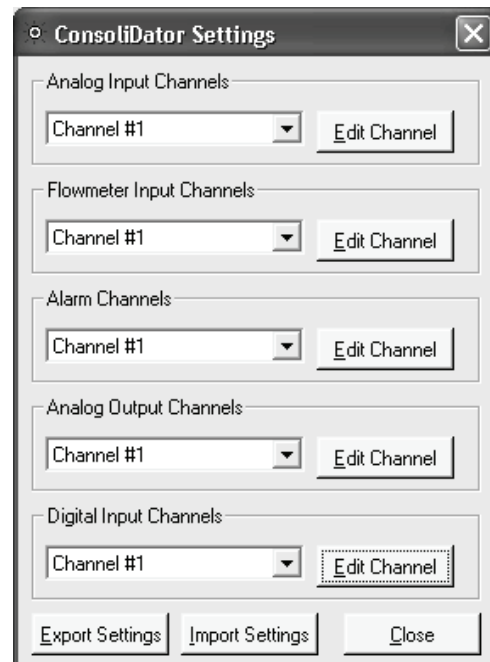 ConsoliDator Settings
Analog Input Channels
Channel #1 Edit Channel
Flowmeter Input Channels
Channel #1 Edit Channel
Alarm Channels
Channel #1 Edit Channel
Analog Output Channels
Channel #1 Edit Channel
Digital Input Channels
Channel #1 Edit Channel
Export Settings Import Settings Close